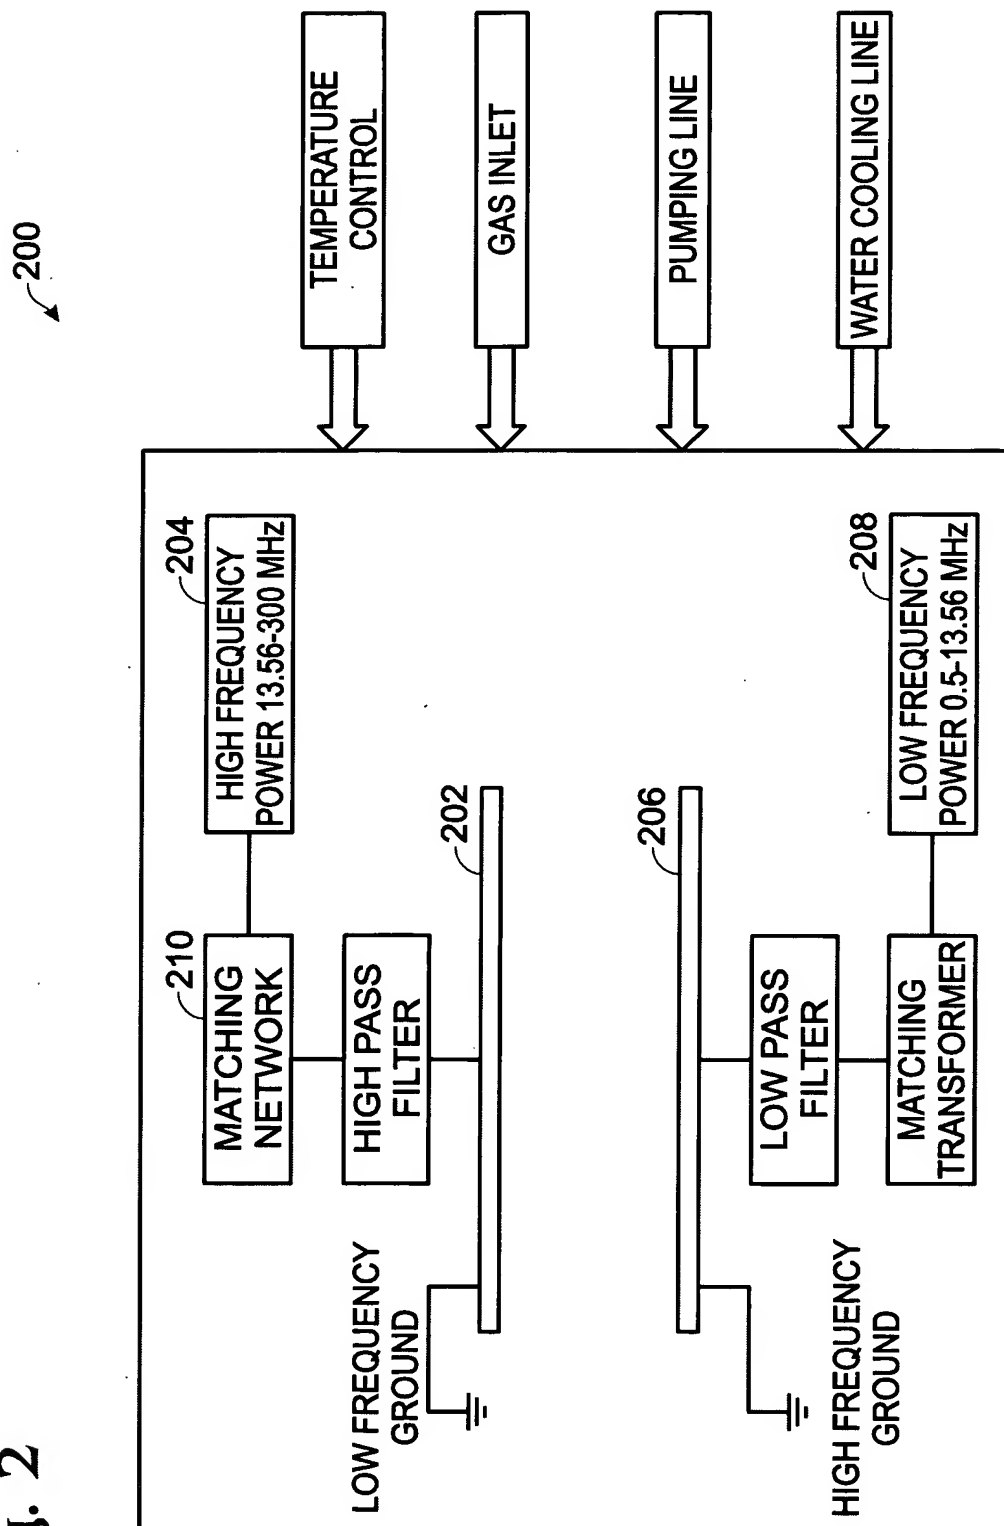 200
TEMPERATURE
CONTROL
GAS INLET
PUMPING LINE
WATER COOLING LINE
204
HIGH FREQUENCY
POWER 13.56-300 MHz
210
MATCHING
NETWORK
HIGH PASS
FILTER
202
LOW FREQUENCY
GROUND
206
208
LOW FREQUENCY
POWER 0.5-13.56 MHz
LOW PASS
FILTER
MATCHING
TRANSFORMER
HIGH FREQUENCY
GROUND
g. 2